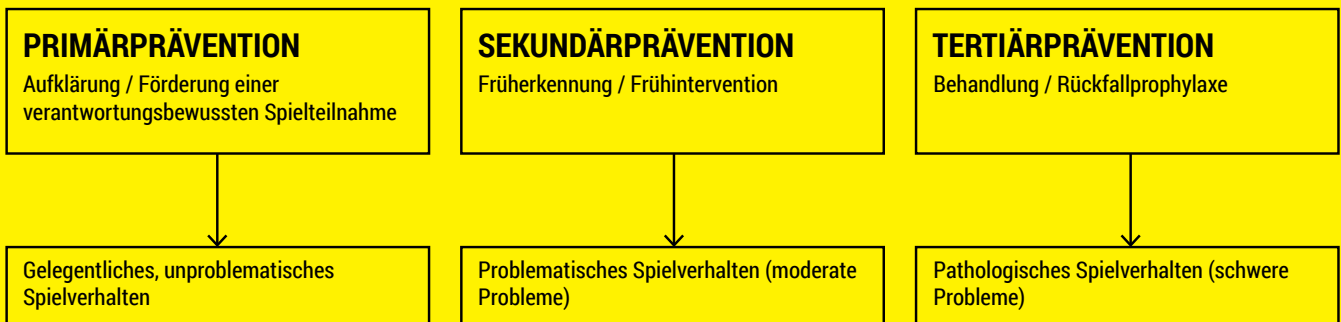 PRIMÄRPRÄVENTION
Aufklärung / Förderung einer
verantwortungsbewussten Spielteilnahme
SEKUNDÄRPRÄVENTION
Früherkennung / Frühintervention
TERTIÄRPRÄVENTION
Behandlung / Rückfallprophylaxe
Gelegentliches, unproblematisches
Spielverhalten
Problematisches Spielverhalten (moderate
Probleme)
Pathologisches Spielverhalten (schwere
Probleme)